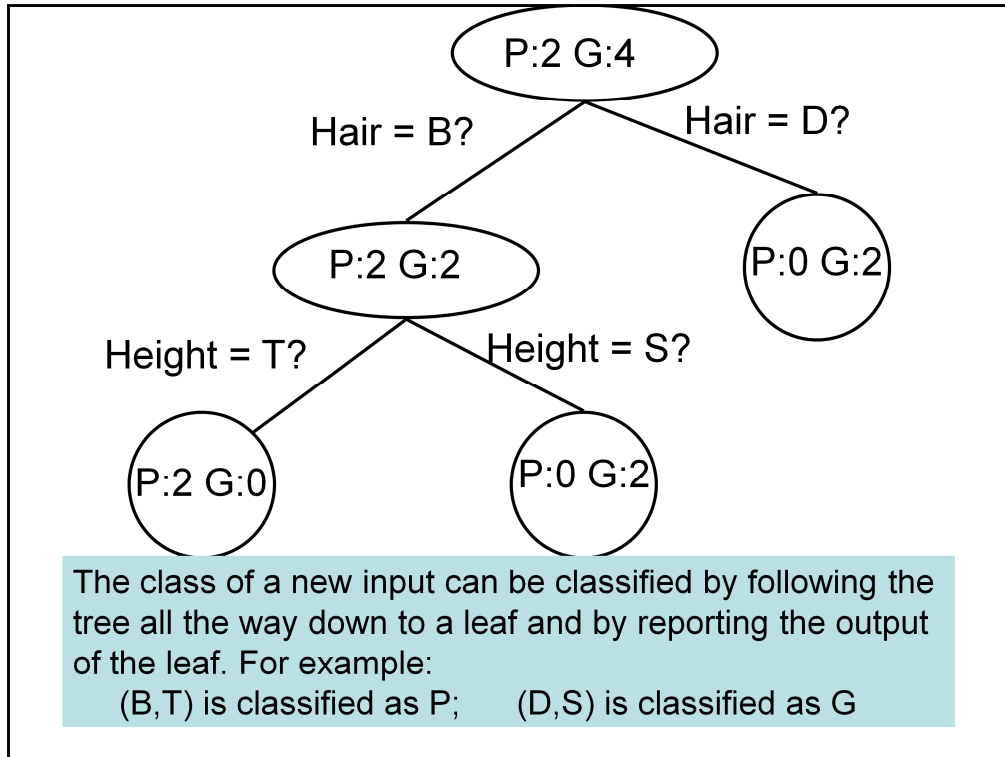 P:2 G:4
Hair = B?
Hair = D?
P:2 G:2
P:0 G:2
Height = T?
Height = S?
P:2 G:0
P:0 G:2
The class of a new input can be classified by following the
tree all the way down to a leaf and by reporting the output
of the leaf. For example:
(B,T) is classified as P; (D,S) is classified as G